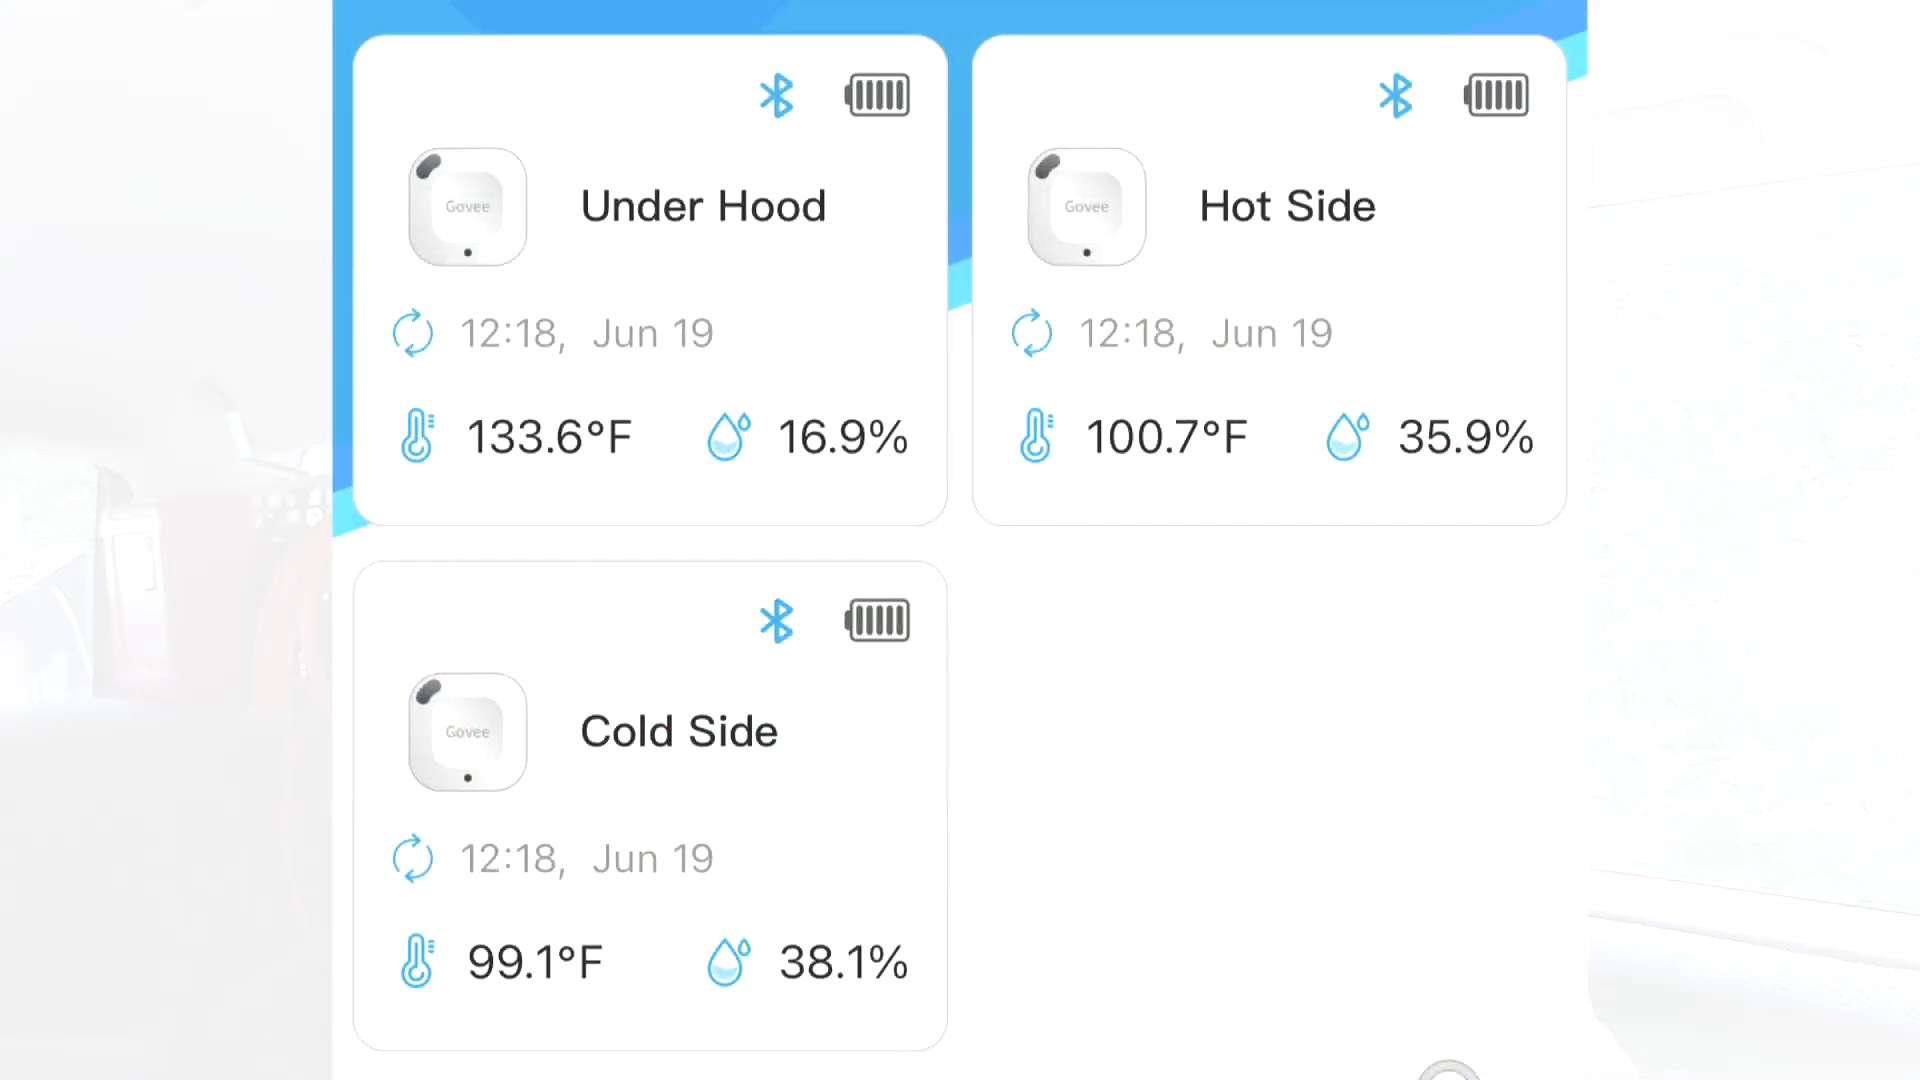 Govee
Under Hood
12:18, Jun 19
133.6°F 16.9%
Govee
Hot Side
12:18, Jun 19
100.7°F 35.9%
Govee
Cold Side
12:18, Jun 19
99.1°F 38.1%